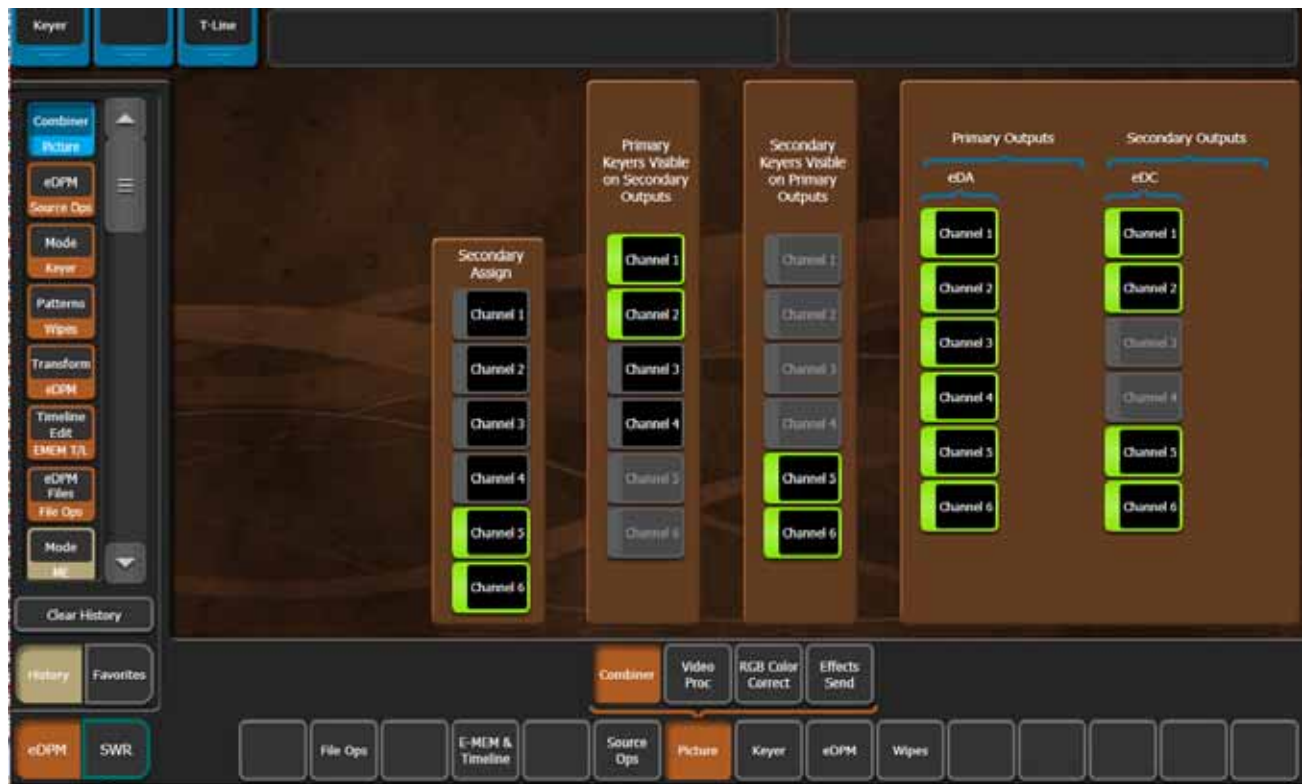 Keyer
T-Line
Combiner
Picture
eDPM
Source Ops
Mode
Keyer
Patterns
Wipes
Transform
eDPM
Timeline
Edit
EMEM T/L
eDPM
Files
File Ops
Mode
ME
Clear History
History
Favorites
eDPM
SWR
Secondary
Assign
Channel 1
Channel 2
Channel 3
Channel 4
Channel 5
Channel 6
Primary
Keyers Visible
on Secondary
Outputs
Channel 1
Channel 2
Channel 3
Channel 4
Channel 5
Channel 6
Secondary
Keyers Visible
on Primary
Outputs
Channel 1
Channel 2
Channel 3
Channel 4
Channel 5
Channel 6
Primary Outputs
eDA
Channel 1
Channel 2
Channel 3
Channel 4
Channel 5
Channel 6
Secondary Outputs
eDC
Channel 1
Channel 2
Channel 3
Channel 4
Channel 5
Channel 6
Combiner
Video
Proc
RGB Color
Correct
Effects
Send
File Ops
E-MEM &
Timeline
Source
Ops
Picture
Keyer
eDPM
Wipes